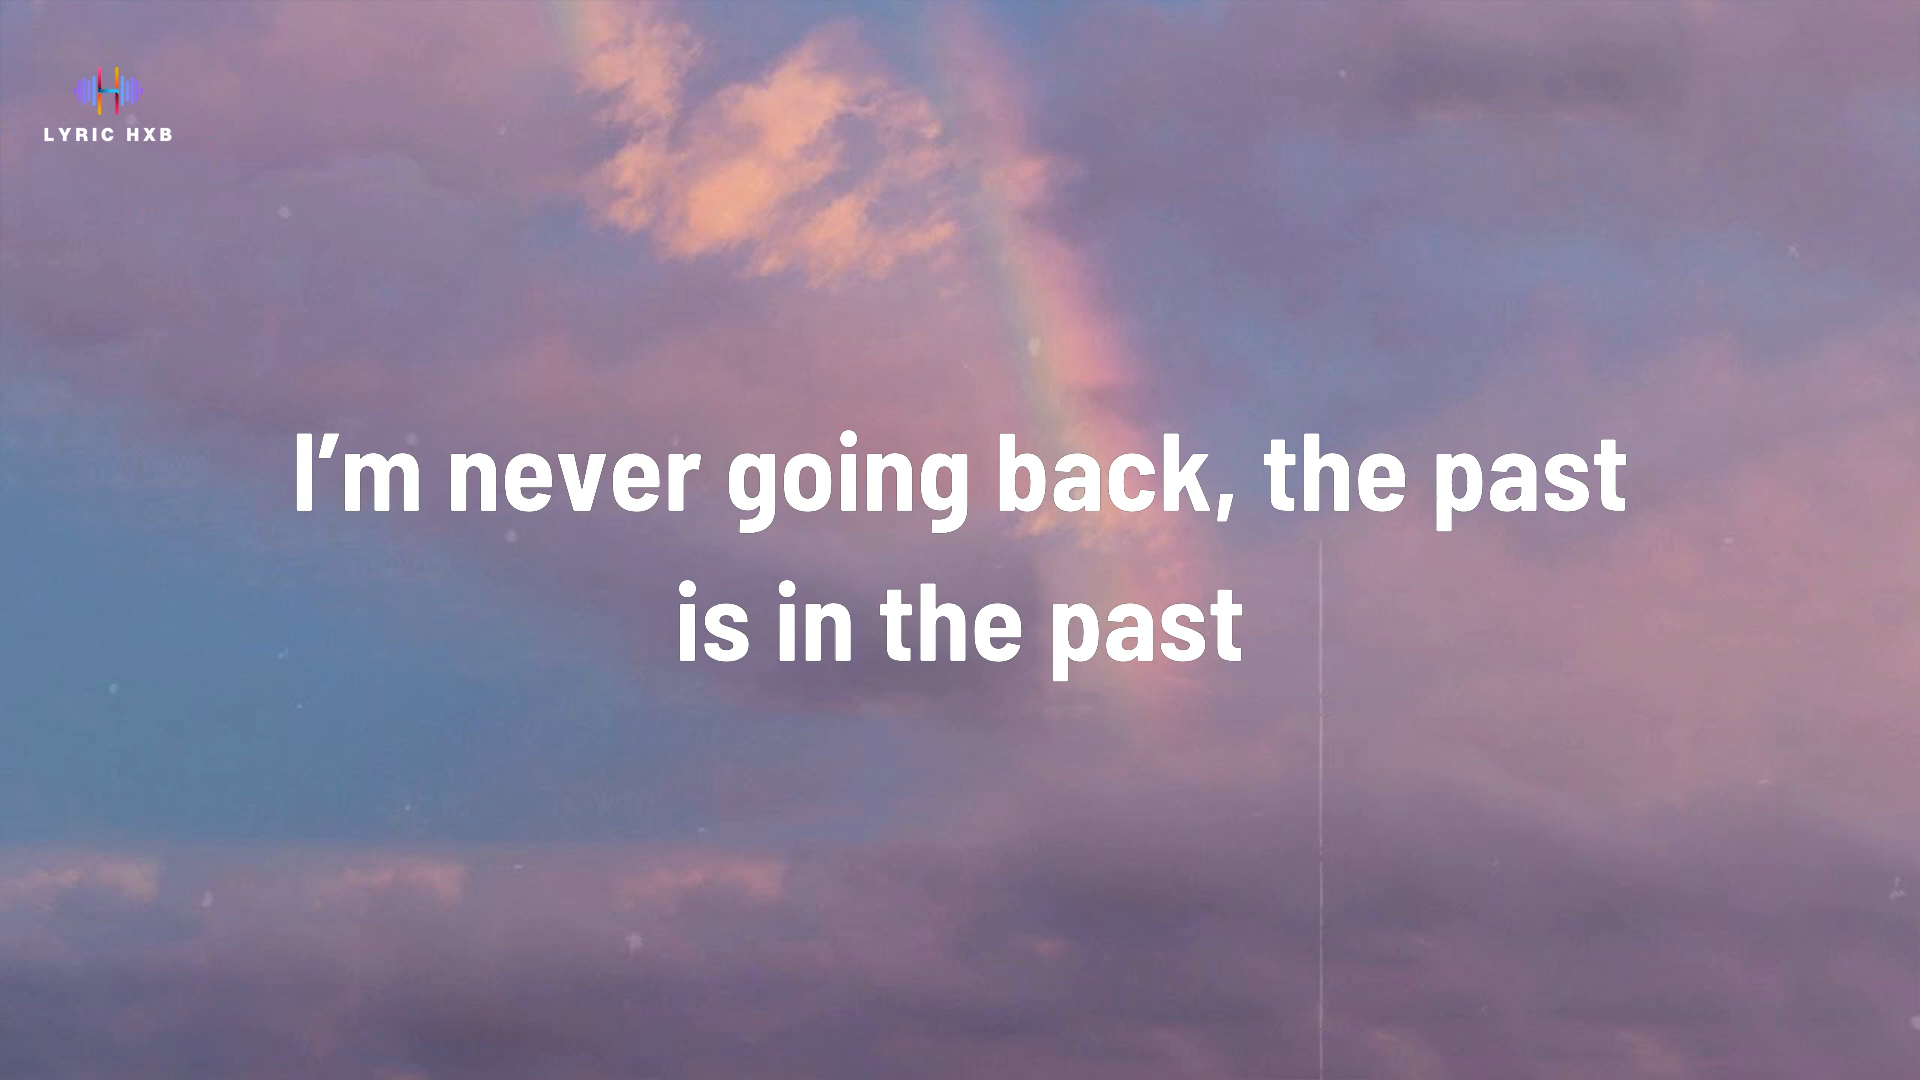 LYRIC HXB
I’m never going back, the past
is in the past